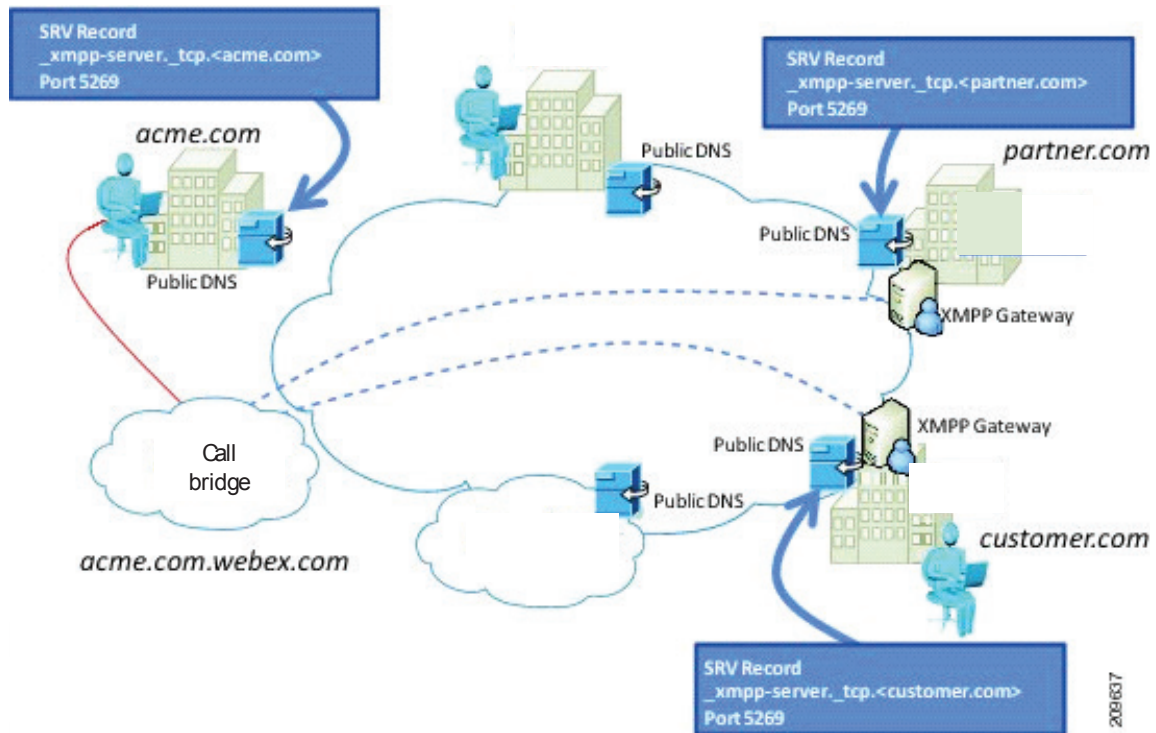 SRV Record
_xmpp-server._tcp.<acme.com>
Port 5269
SRV Record
_xmpp-server._tcp.<partner.com>
Port 5269
acme.com
Public DNS
partner.com
Public DNS
Public DNS
XMPP Gateway
XMPP Gateway
Public DNS
Call
bridge
Public DNS
acme.com.webex.com
customer.com
SRV Record
_xmpp-server._tcp.<customer.com>
Port 5269
209637